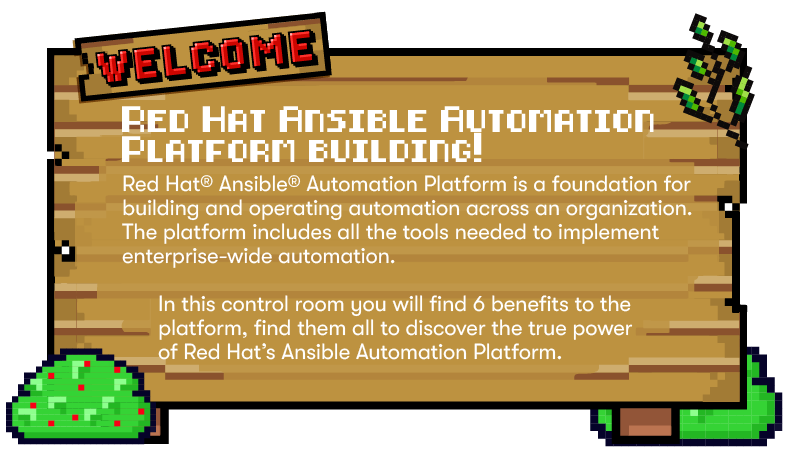 WELCOME
RED HAT ANSIBLE AUTOMATION
PLATFORM BUILDING!
Red Hat® Ansible® Automation Platform is a foundation for
building and operating automation across an organization.
The platform includes all the tools needed to implement
enterprise-wide automation.
In this control room you will find 6 benefits to the
platform, find them all to discover the true power
of Red Hat’s Ansible Automation Platform.